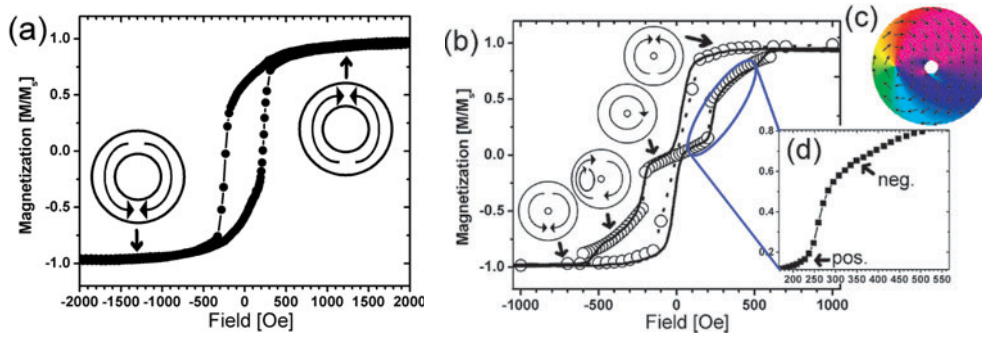 (a)
Magnetization [M/Ms]
1.0
0.5
0.0
-0.5
-1.0
-2000 -1500 -1000 -500 0 500 1000 1500 2000
Field [Oe]
(b)
Magnetization [M/Ms]
1.0
0.5
0.0
-0.5
-1.0
-1000 -500 0 500 1000
Field [Oe]
(c)
(d)
0.8
0.6
0.4
0.2
neg.
pos.
200 250 300 350 400 450 500 550